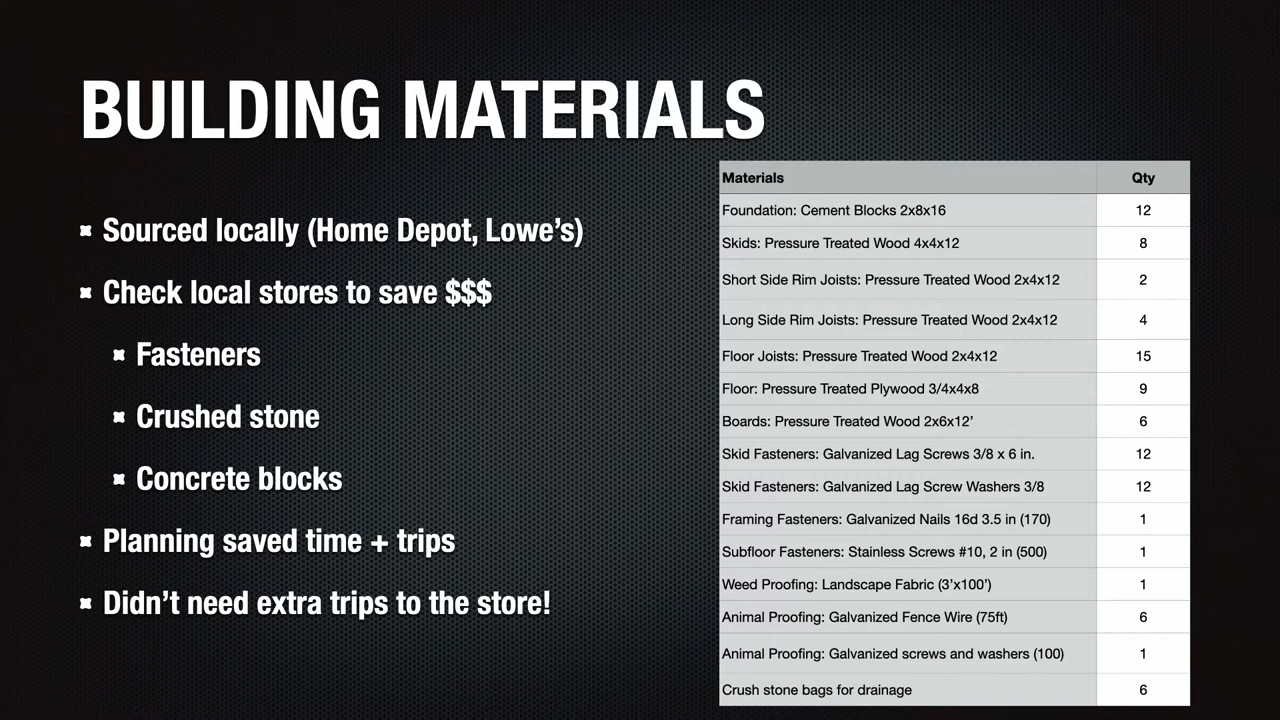 BUILDING MATERIALS
Sourced locally (Home Depot, Lowe’s)
Check local stores to save $$$
Fasteners
Crushed stone
Concrete blocks
Planning saved time + trips
Didn’t need extra trips to the store!
Materials Qty
Foundation: Cement Blocks 2x8x16 12
Skids: Pressure Treated Wood 4x4x12 8
Short Side Rim Joists: Pressure Treated Wood 2x4x12 2
Long Side Rim Joists: Pressure Treated Wood 2x4x12 4
Floor Joists: Pressure Treated Wood 2x4x12 15
Floor: Pressure Treated Plywood 3/4x4x8 9
Boards: Pressure Treated Wood 2x6x12’ 6
Skid Fasteners: Galvanized Lag Screws 3/8 x 6 in. 12
Skid Fasteners: Galvanized Lag Screw Washers 3/8 12
Framing Fasteners: Galvanized Nails 16d 3.5 in (170) 1
Subfloor Fasteners: Stainless Screws #10, 2 in (500) 1
Weed Proofing: Landscape Fabric (3’x100’) 1
Animal Proofing: Galvanized Fence Wire (75ft) 6
Animal Proofing: Galvanized screws and washers (100) 1
Crush stone bags for drainage 6